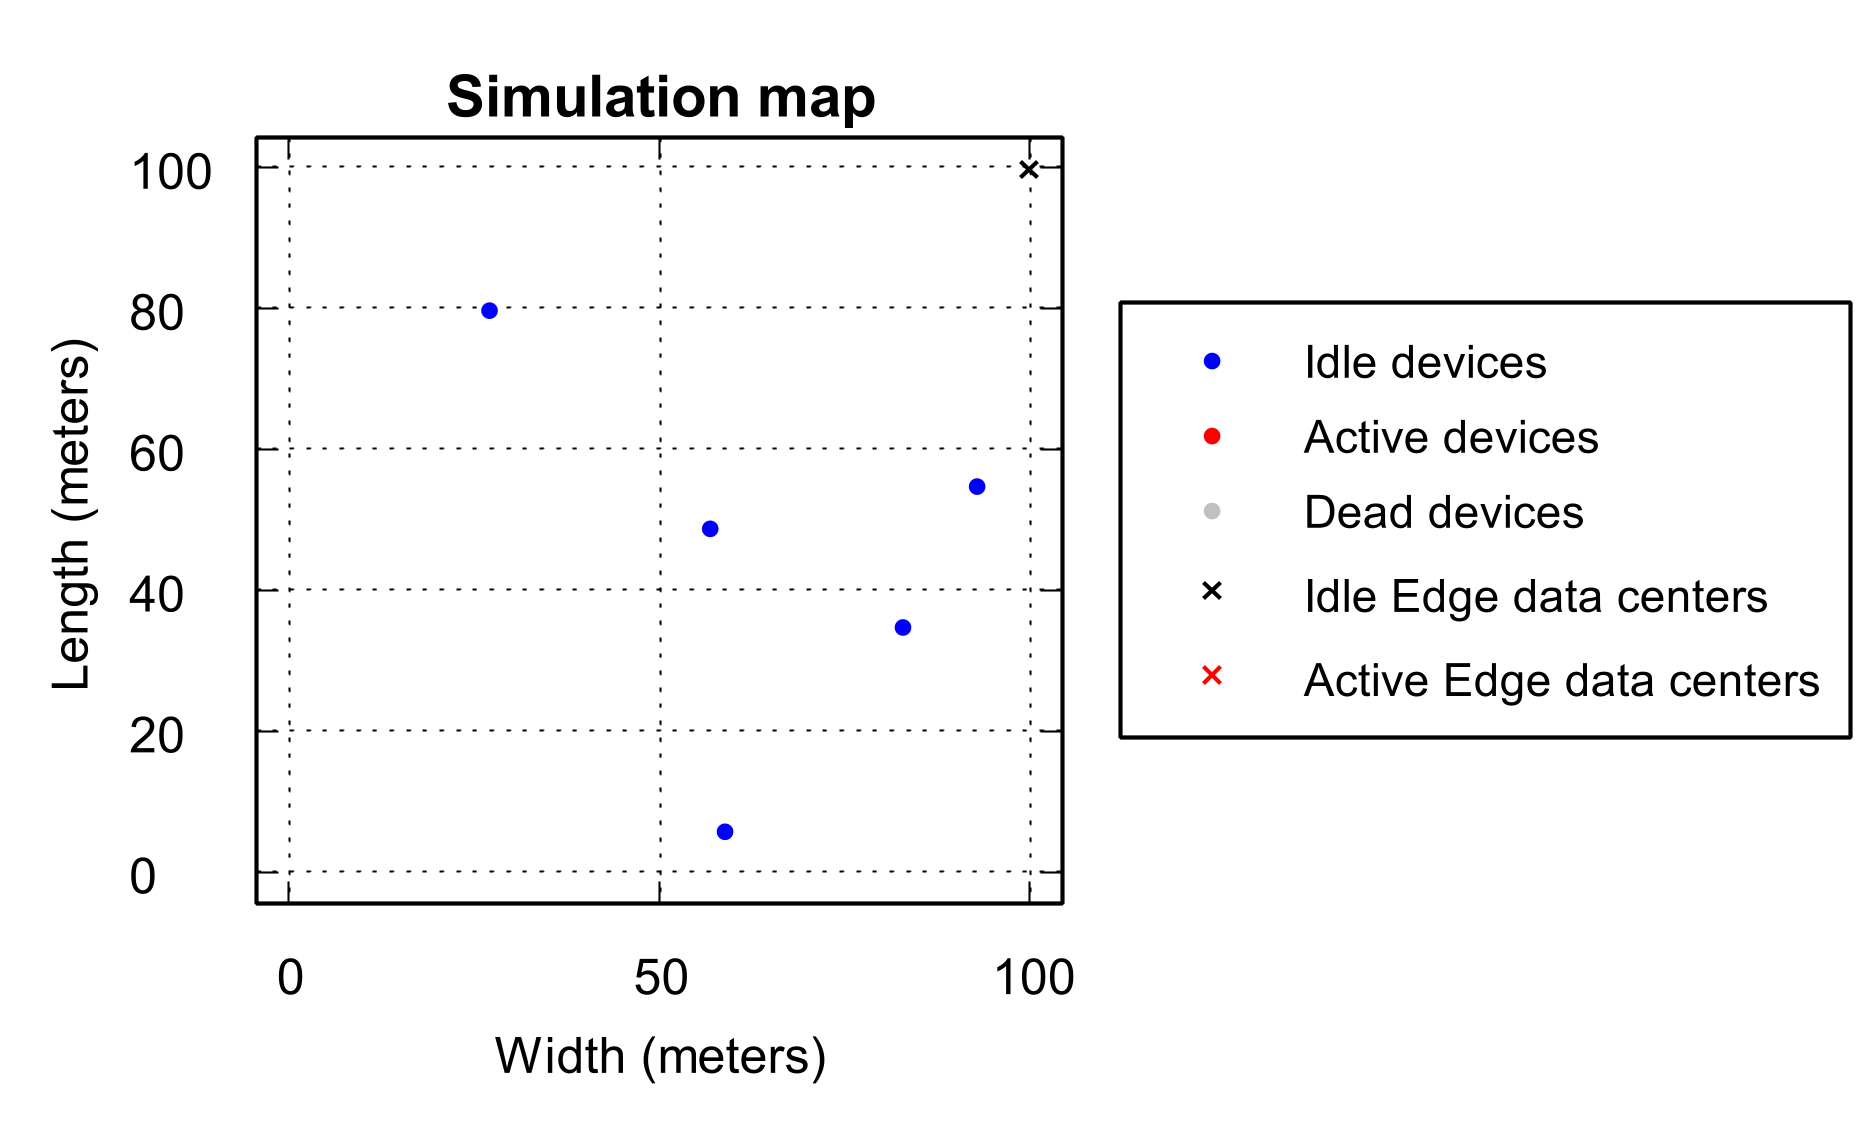 Simulation map
100
80
60
40
20
0
Length (meters)
0 50 100
Width (meters)
Idle devices
Active devices
Dead devices
Idle Edge data centers
Active Edge data centers